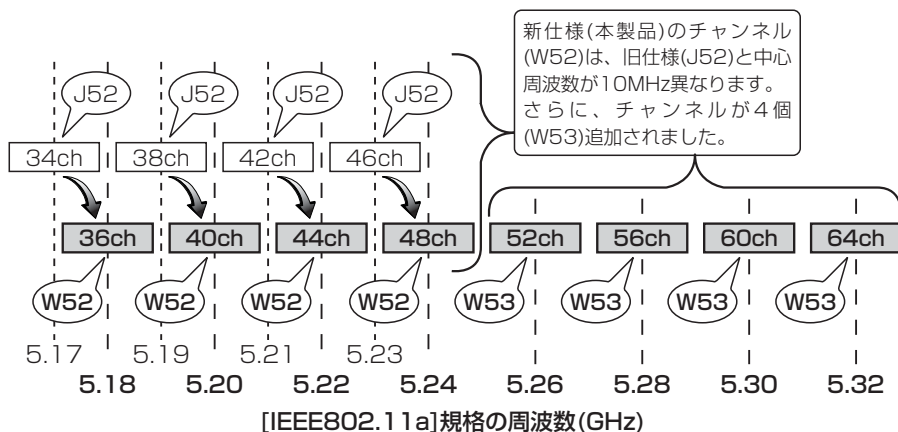 新仕様(本製品)のチャンネル
(W52)は、旧仕様(J52)と中心
周波数が10MHz異なります。
さらに、チャンネルが4個
(W53)追加されました。
J52 J52 J52 J52
34ch 38ch 42ch 46ch
36ch 40ch 44ch 48ch 52ch 56ch 60ch 64ch
W52 W52 W52 W52 W53 W53 W53 W53
5.17 5.19 5.21 5.23
5.18 5.20 5.22 5.24 5.26 5.28 5.30 5.32
[IEEE802.11a]規格の周波数(GHz)